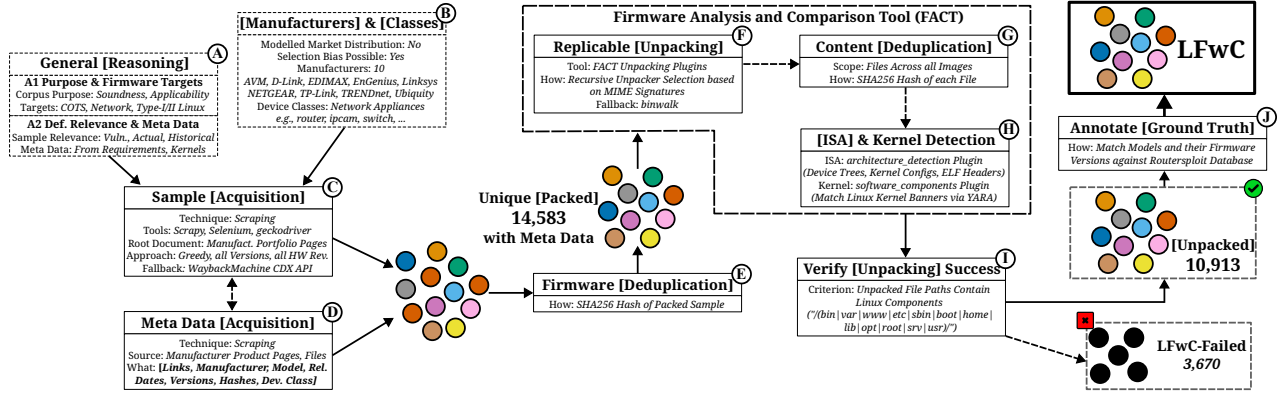 A
General [Reasoning]
A1 Purpose & Firmware Targets
Corpus Purpose: Soundness, Applicability
Targets: COTS, Network, Type-I/II Linux
A2 Def. Relevance & Meta Data
Sample Relevance: Vuln., Actual, Historical
Meta Data: From Requirements, Kernels
B
[Manufacturers] & [Classes]
Modelled Market Distribution: No
Selection Bias Possible: Yes
Manufacturers: 10
AVM, D-Link, EDIMAX, EnGenius, Linksys
NETGEAR, TP-Link, TRENDnet, Ubiquity
Device Classes: Network Appliances
e.g., router, ipcam, switch, ...
C
Sample [Acquisition]
Technique: Scraping
Tools: Scrapy, Selenium, geckodriver
Root Document: Manufact. Portfolio Pages
Approach: Greedy, all Versions, all HW Rev.
Fallback: WaybackMachine CDX API
D
Meta Data [Acquisition]
Technique: Scraping
Source: Manufacturer Product Pages, Files
What: [Links, Manufacturer, Model, Rel.
Dates, Versions, Hashes, Dev. Class]
E
Firmware [Deduplication]
How: SHA256 Hash of Packed Sample
Unique [Packed]
14,583
with Meta Data
Firmware Analysis and Comparison Tool (FACT)
F
Replicable [Unpacking]
Tool: FACT Unpacking Plugins
How: Recursive Unpacker Selection based
on MIME Signatures
Fallback: binwalk
G
Content [Deduplication]
Scope: Files Across all Images
How: SHA256 Hash of each File
H
[ISA] & Kernel Detection
ISA: architecture_detection Plugin
(Device Trees, Kernel Configs, ELF Headers)
Kernel: software_components Plugin
(Match Linux Kernel Banners via YARA)
I
Verify [Unpacking] Success
Criterion: Unpacked File Paths Contain
Linux Components
("/(bin|var|www|etc|sbin|boot|home|
lib|opt|root|srv|usr)/")
LFwC-Failed
3,670
[Unpacked]
10,913
J
Annotate [Ground Truth]
How: Match Models and their Firmware
Versions against Routersploit Database
LFwC